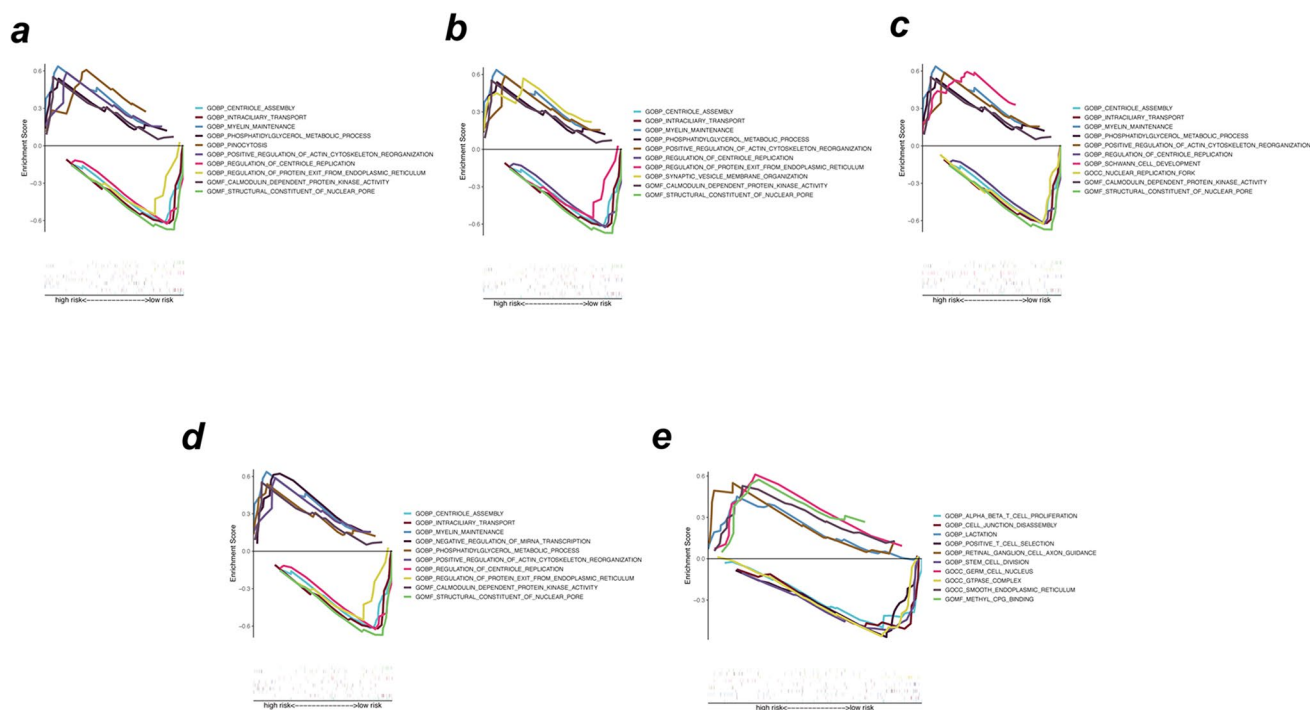 a
0.6
0.3
0.0
-0.3
-0.6
Enrichment Score
GOBP_CENTRIOLE_ASSEMBLY
GOBP_INTRACILIARY_TRANSPORT
GOBP_MYELIN_MAINTENANCE
GOBP_PHOSPHATIDYLGLYCEROL_METABOLIC_PROCESS
GOBP_PINOCYTOSIS
GOBP_POSITIVE_REGULATION_OF_ACTIN_CYTOSKELETON_REORGANIZATION
GOBP_REGULATION_OF_CENTRIOLE_REPLICATION
GOBP_REGULATION_OF_PROTEIN_EXIT_FROM_ENDOPLASMIC_RETICULUM
GOMF_CALMODULIN_DEPENDENT_PROTEIN_KINASE_ACTIVITY
GOMF_STRUCTURAL_CONSTITUENT_OF_NUCLEAR_PORE
high risk<---------------->low risk
b
0.6
0.3
0.0
-0.3
-0.6
Enrichment Score
GOBP_CENTRIOLE_ASSEMBLY
GOBP_INTRACILIARY_TRANSPORT
GOBP_MYELIN_MAINTENANCE
GOBP_PHOSPHATIDYLGLYCEROL_METABOLIC_PROCESS
GOBP_POSITIVE_REGULATION_OF_ACTIN_CYTOSKELETON_REORGANIZATION
GOBP_REGULATION_OF_CENTRIOLE_REPLICATION
GOBP_REGULATION_OF_PROTEIN_EXIT_FROM_ENDOPLASMIC_RETICULUM
GOBP_SYNAPTIC_VESICLE_MEMBRANE_ORGANIZATION
GOMF_CALMODULIN_DEPENDENT_PROTEIN_KINASE_ACTIVITY
GOMF_STRUCTURAL_CONSTITUENT_OF_NUCLEAR_PORE
high risk<---------------->low risk
c
0.6
0.3
0.0
-0.3
-0.6
Enrichment Score
GOBP_CENTRIOLE_ASSEMBLY
GOBP_INTRACILIARY_TRANSPORT
GOBP_MYELIN_MAINTENANCE
GOBP_PHOSPHATIDYLGLYCEROL_METABOLIC_PROCESS
GOBP_POSITIVE_REGULATION_OF_ACTIN_CYTOSKELETON_REORGANIZATION
GOBP_REGULATION_OF_CENTRIOLE_REPLICATION
GOBP_SCHWANN_CELL_DEVELOPMENT
GOCC_NUCLEAR_REPLICATION_FORK
GOMF_CALMODULIN_DEPENDENT_PROTEIN_KINASE_ACTIVITY
GOMF_STRUCTURAL_CONSTITUENT_OF_NUCLEAR_PORE
high risk<---------------->low risk
d
0.6
0.3
0.0
-0.3
-0.6
Enrichment Score
GOBP_CENTRIOLE_ASSEMBLY
GOBP_INTRACILIARY_TRANSPORT
GOBP_MYELIN_MAINTENANCE
GOBP_NEGATIVE_REGULATION_OF_MIRNA_TRANSCRIPTION
GOBP_PHOSPHATIDYLGLYCEROL_METABOLIC_PROCESS
GOBP_POSITIVE_REGULATION_OF_ACTIN_CYTOSKELETON_REORGANIZATION
GOBP_REGULATION_OF_CENTRIOLE_REPLICATION
GOBP_REGULATION_OF_PROTEIN_EXIT_FROM_ENDOPLASMIC_RETICULUM
GOMF_CALMODULIN_DEPENDENT_PROTEIN_KINASE_ACTIVITY
GOMF_STRUCTURAL_CONSTITUENT_OF_NUCLEAR_PORE
high risk<---------------->low risk
e
0.6
0.3
0.0
-0.3
Enrichment Score
GOBP_ALPHA_BETA_T_CELL_PROLIFERATION
GOBP_CELL_JUNCTION_DISASSEMBLY
GOBP_LACTATION
GOBP_POSITIVE_T_CELL_SELECTION
GOBP_RETINAL_GANGLION_CELL_AXON_GUIDANCE
GOBP_STEM_CELL_DIVISION
GOCC_GERM_CELL_NUCLEUS
GOCC_GTPASE_COMPLEX
GOCC_SMOOTH_ENDOPLASMIC_RETICULUM
GOMF_METHYL_CPG_BINDING
high risk<---------------->low risk